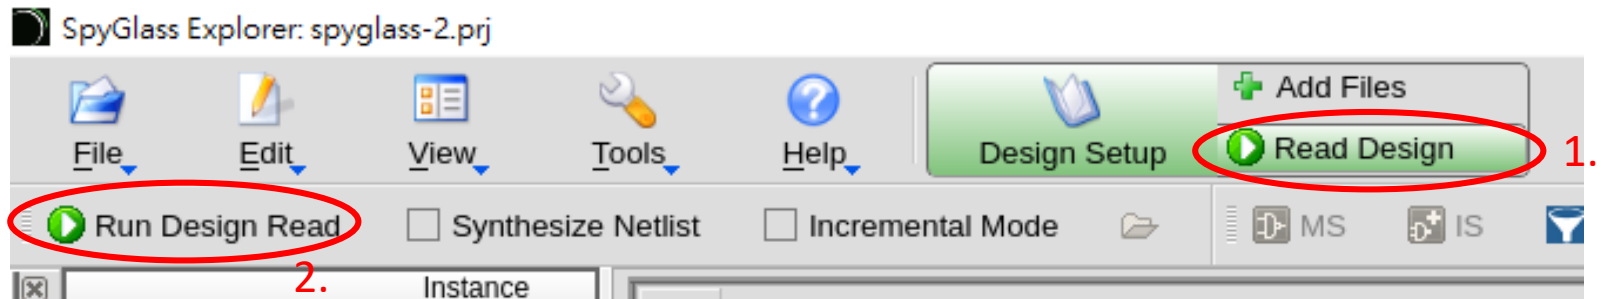 SpyGlass Explorer: spyglass-2.prj
File Edit View Tools Help Design Setup Add Files
Read Design 1.
Run Design Read Synthesize Netlist Incremental Mode MS IS
2. Instance